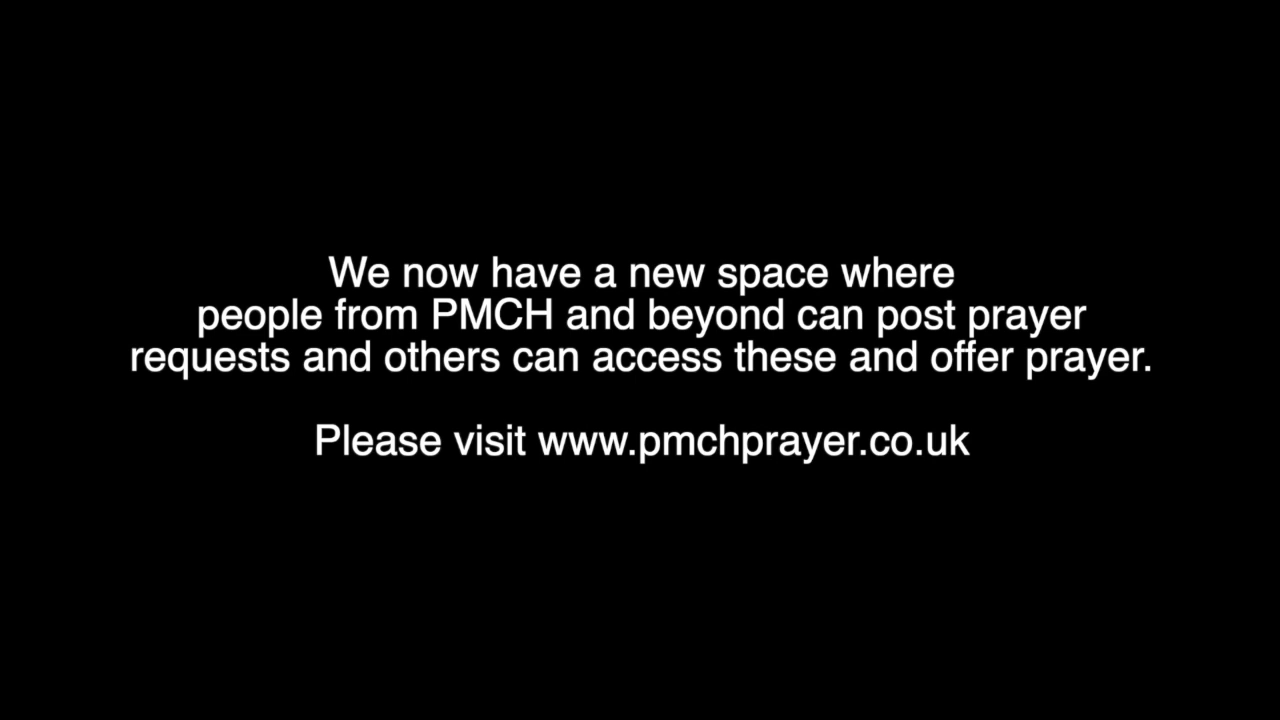 We now have a new space where
people from PMCH and beyond can post prayer
requests and others can access these and offer prayer.
Please visit www.pmchprayer.co.uk